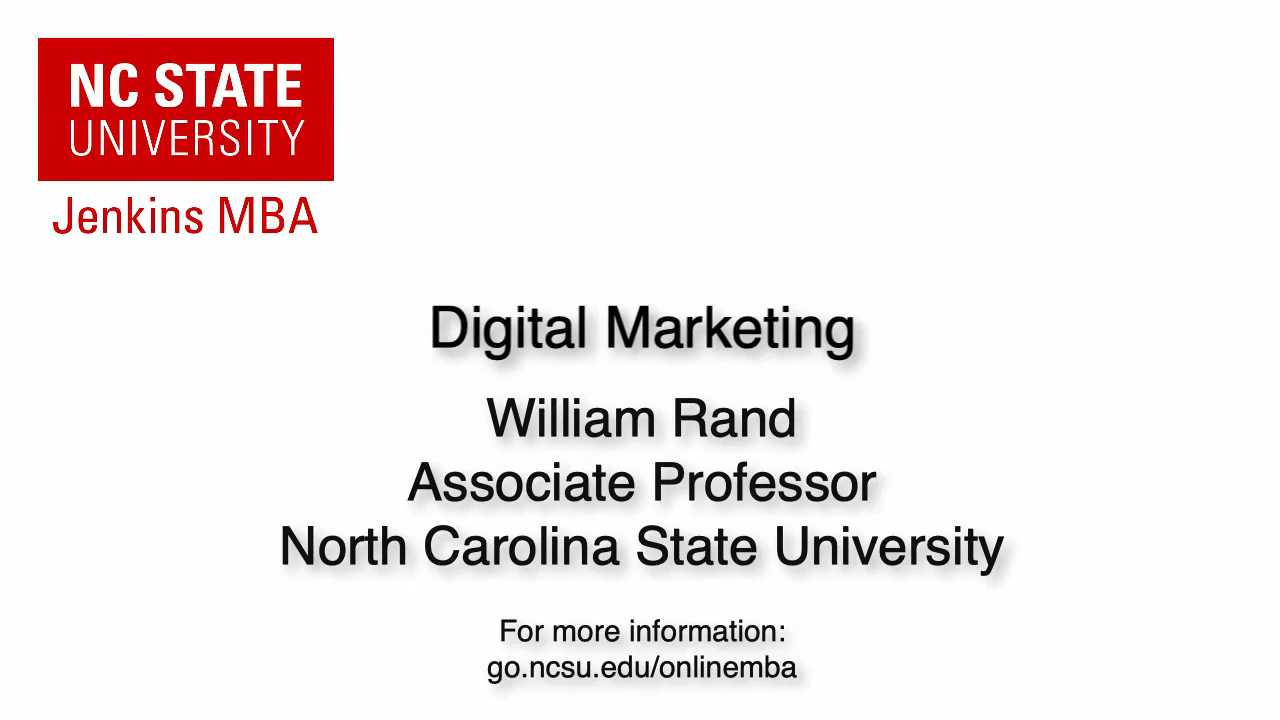 NC STATE
UNIVERSITY
Jenkins MBA
Digital Marketing
William Rand
Associate Professor
North Carolina State University
For more information:
go.ncsu.edu/onlinemba